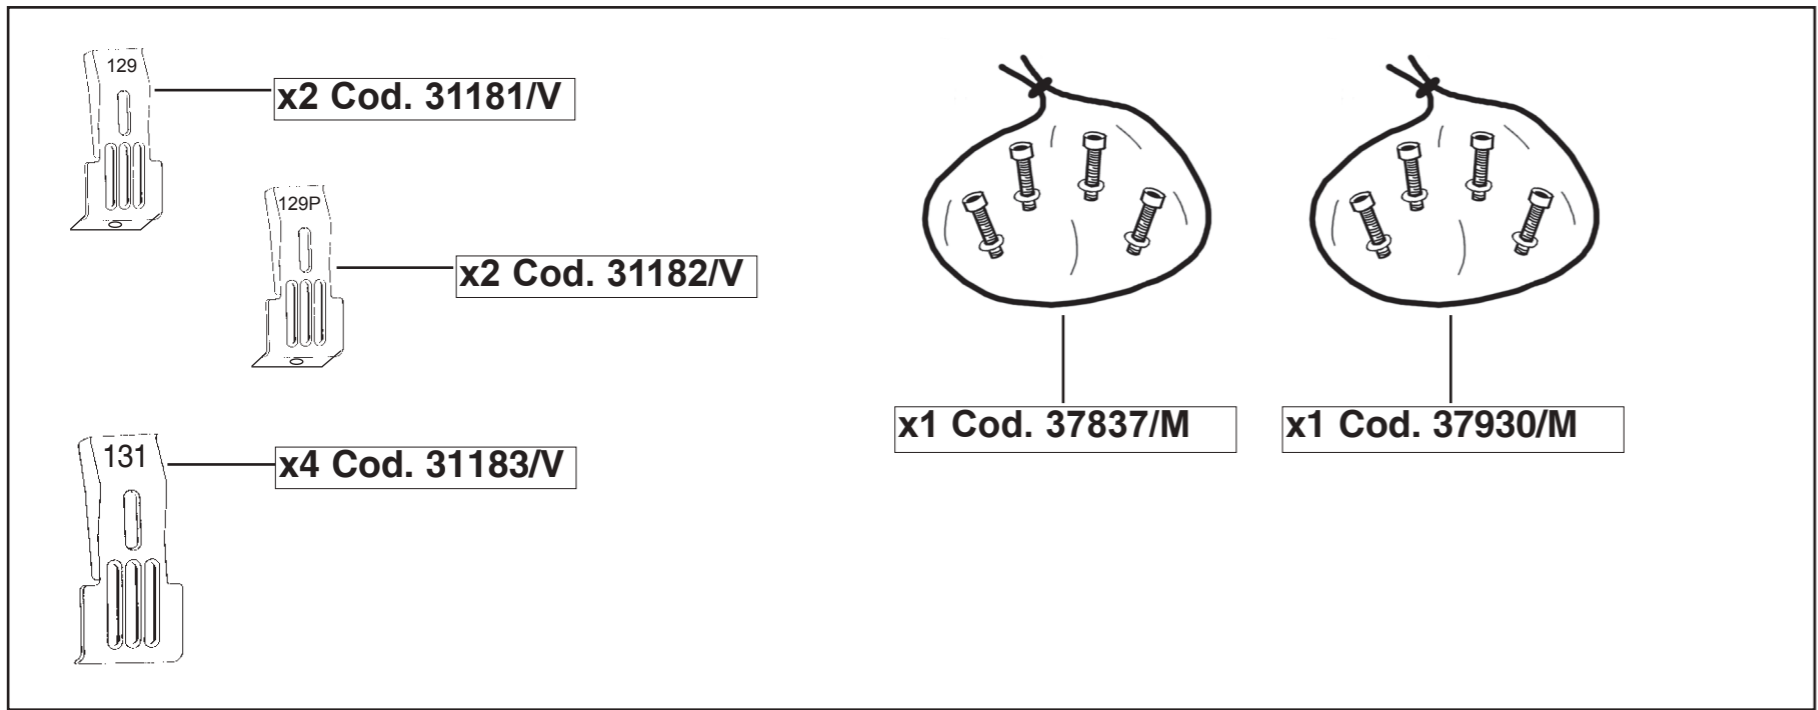 129
x2 Cod. 31181/V
129P
x2 Cod. 31182/V
131
x4 Cod. 31183/V
x1 Cod. 37837/M
x1 Cod. 37930/M